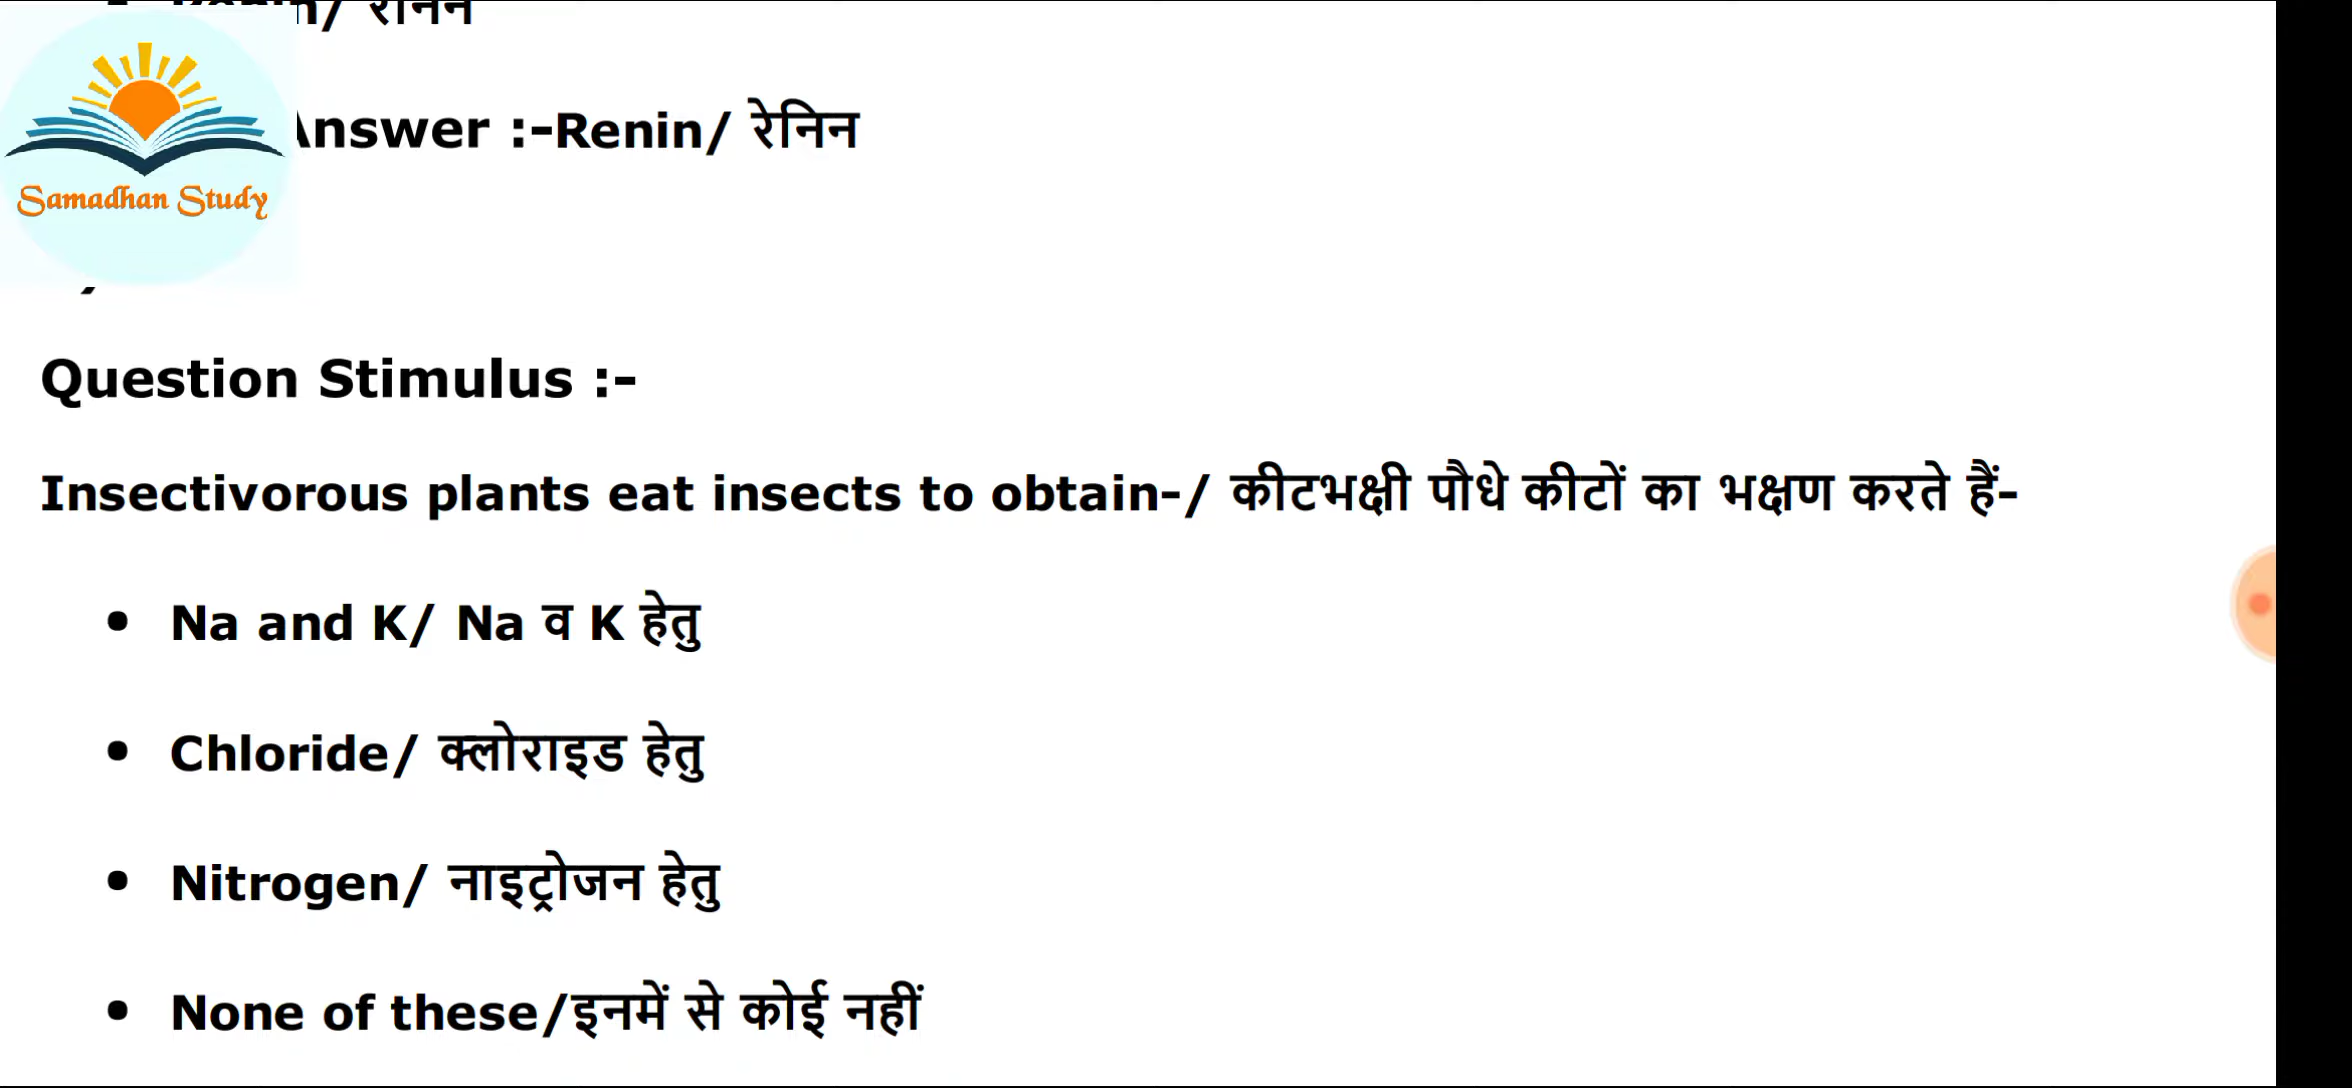 Renin/ रेनिन
Answer :-Renin/ रेनिन
Samadhan Study
Question Stimulus :-
Insectivorous plants eat insects to obtain-/ कीटभक्षी पौधे कीटों का भक्षण करते हैं-
• Na and K/ Na व K हेतु
• Chloride/ क्लोराइड हेतु
• Nitrogen/ नाइट्रोजन हेतु
• None of these/इनमें से कोई नहीं